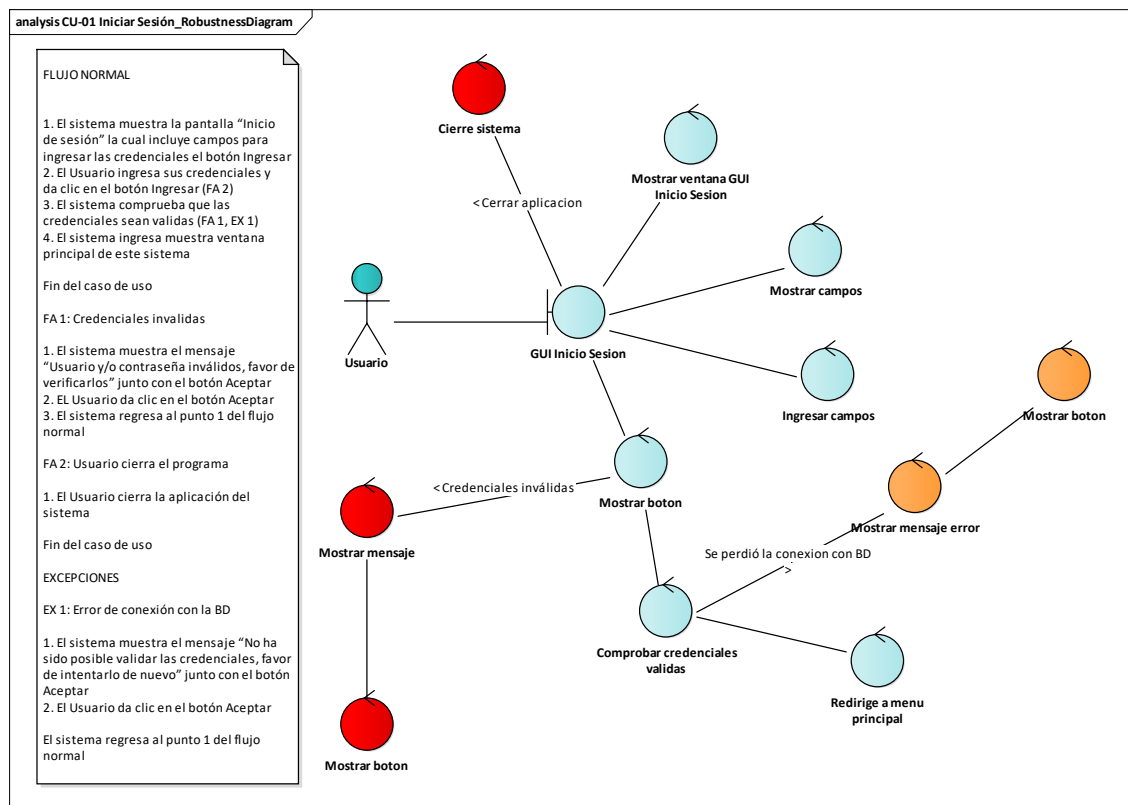 analysis CU-01 Iniciar Sesión_RobustnessDiagram
FLUJO NORMAL
1. El sistema muestra la pantalla “Inicio
de sesión” la cual incluye campos para
ingresar las credenciales el botón Ingresar
2. El Usuario ingresa sus credenciales y
da clic en el botón Ingresar (FA 2)
3. El sistema comprueba que las
credenciales sean validas (FA 1, EX 1)
4. El sistema ingresa muestra ventana
principal de este sistema
Fin del caso de uso
FA 1: Credenciales invalidas
1. El sistema muestra el mensaje
“Usuario y/o contraseña inválidos, favor de
verificarlos” junto con el botón Aceptar
2. EL Usuario da clic en el botón Aceptar
3. El sistema regresa al punto 1 del flujo
normal
FA 2: Usuario cierra el programa
1. El Usuario cierra la aplicación del
sistema
Fin del caso de uso
EXCEPCIONES
EX 1: Error de conexión con la BD
1. El sistema muestra el mensaje “No ha
sido posible validar las credenciales, favor
de intentarlo de nuevo” junto con el botón
Aceptar
2. El Usuario da clic en el botón Aceptar
El sistema regresa al punto 1 del flujo
normal
Cierre sistema
Mostrar ventana GUI
Inicio Sesion
< Cerrar aplicacion
Mostrar campos
Usuario
GUI Inicio Sesion
Ingresar campos
Mostrar boton
< Credenciales inválidas
Mostrar boton
Mostrar mensaje
Mostrar mensaje error
Se perdió la conexion con BD
>
Comprobar credenciales
validas
Redirige a menu
principal
Mostrar boton